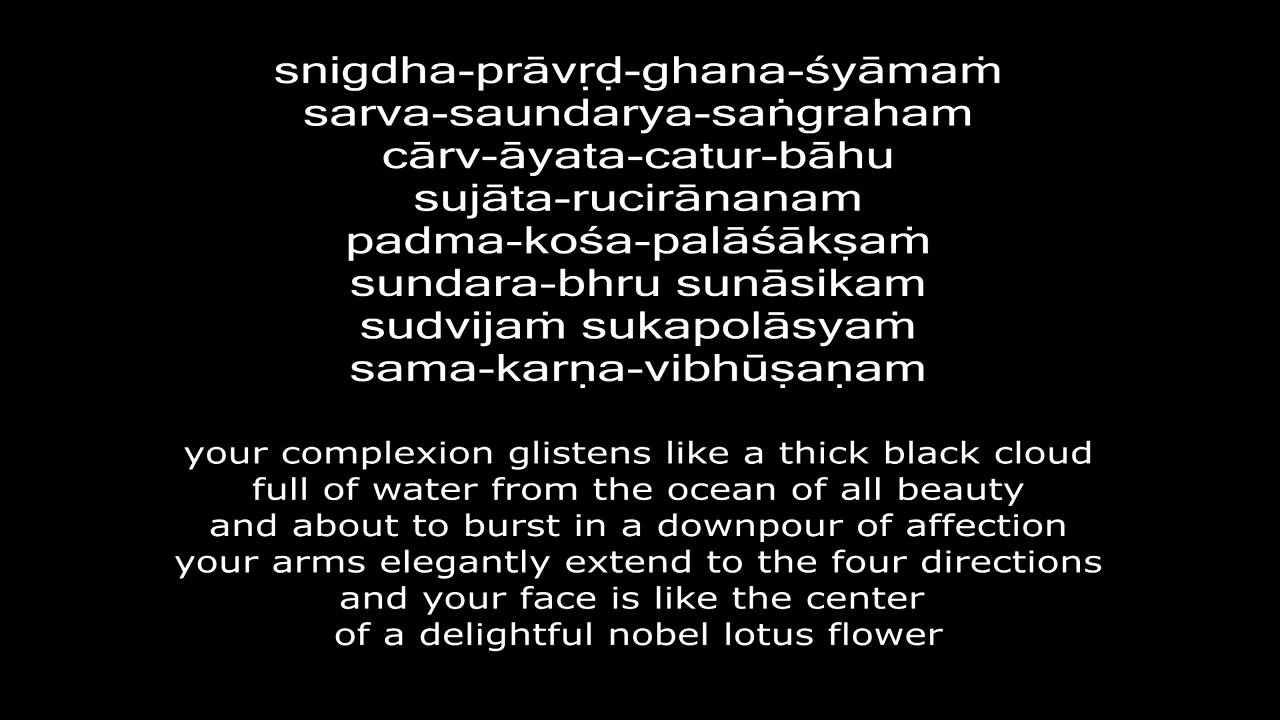 snigdha-prāvṛḍ-ghana-śyāmaṁ
sarva-saundarya-saṅgraham
cārv-āyata-catur-bāhu
sujāta-rucirānanam
padma-kośa-palāśākṣaṁ
sundara-bhru sunāsikam
sudvijaṁ sukapolāsyaṁ
sama-karṇa-vibhūṣaṇam
your complexion glistens like a thick black cloud
full of water from the ocean of all beauty
and about to burst in a downpour of affection
your arms elegantly extend to the four directions
and your face is like the center
of a delightful nobel lotus flower